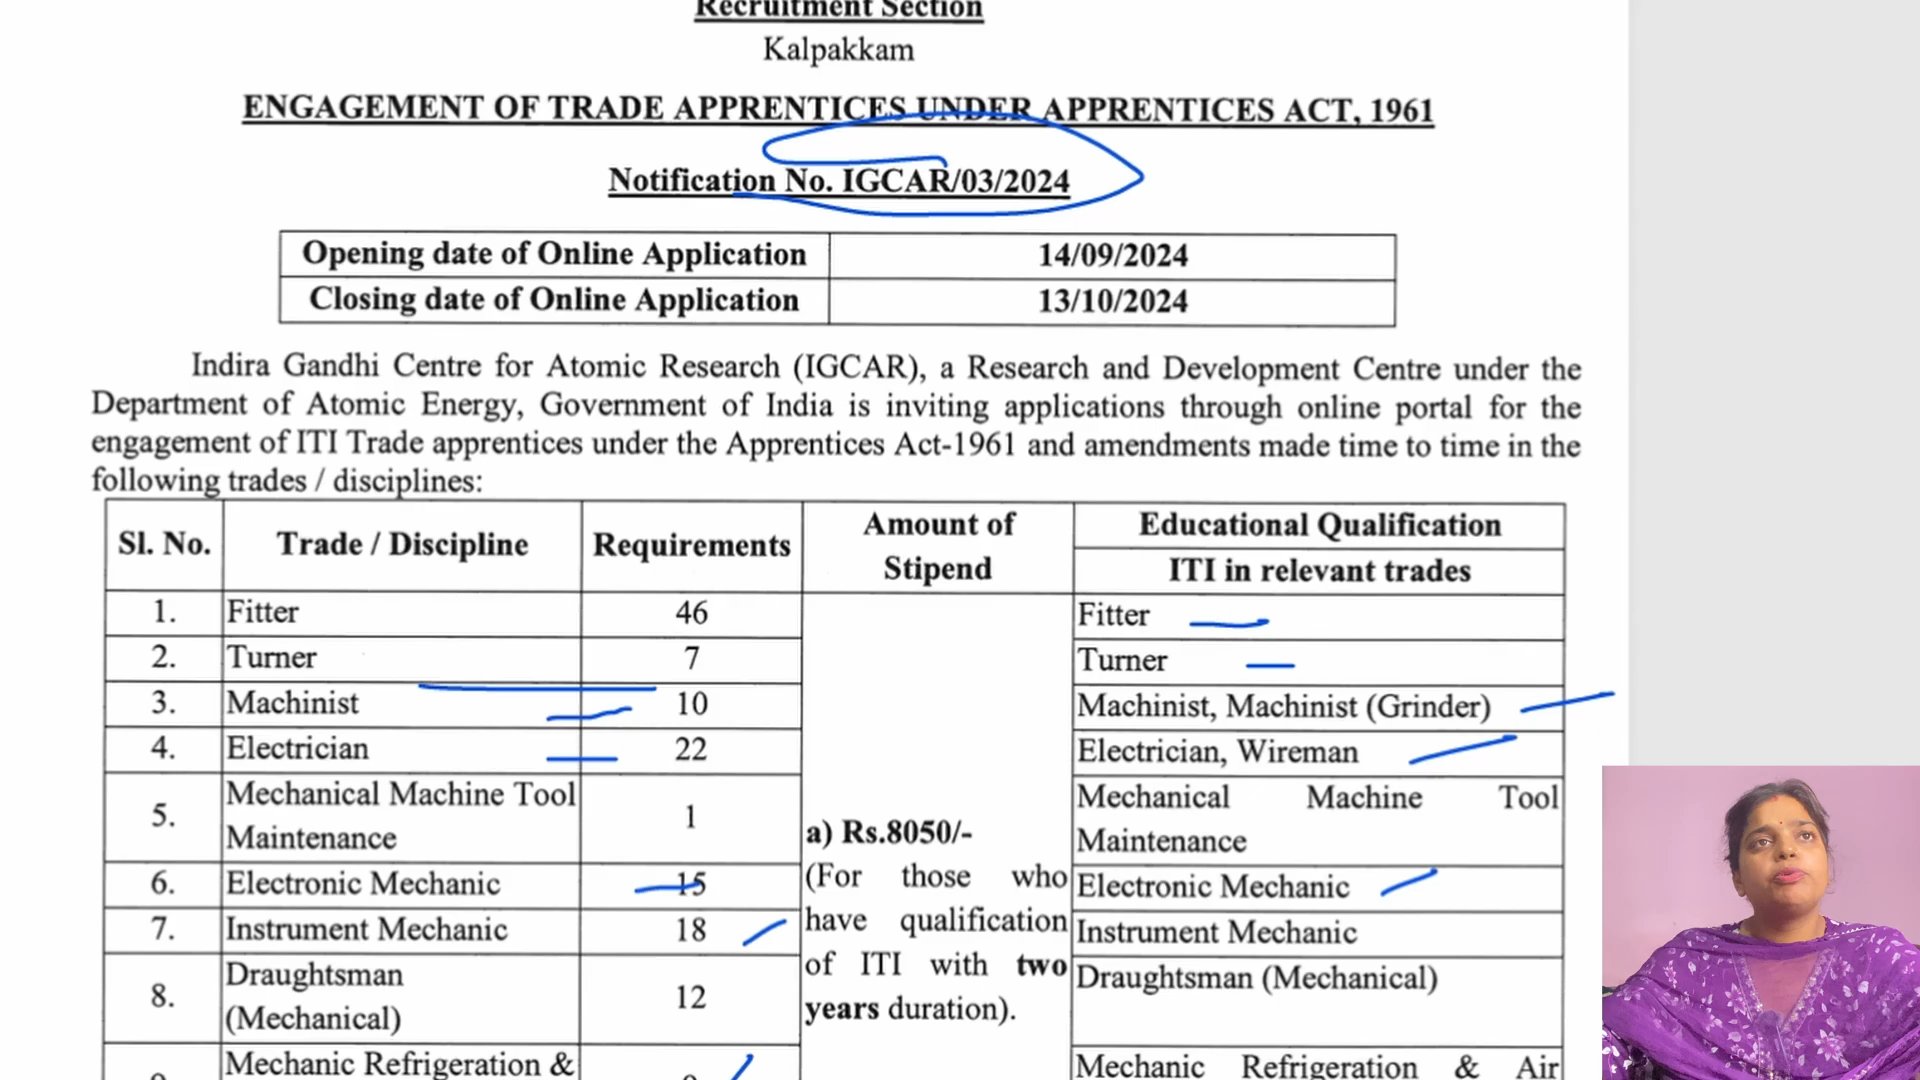 Recruitment Section
Kalpakkam
ENGAGEMENT OF TRADE APPRENTICES UNDER APPRENTICES ACT, 1961
Notification No. IGCAR/03/2024
Opening date of Online Application 14/09/2024
Closing date of Online Application 13/10/2024
Indira Gandhi Centre for Atomic Research (IGCAR), a Research and Development Centre under the
Department of Atomic Energy, Government of India is inviting applications through online portal for the
engagement of ITI Trade apprentices under the Apprentices Act-1961 and amendments made time to time in the
following trades / disciplines:
Sl. No. Trade / Discipline Requirements Amount of Stipend Educational Qualification
ITI in relevant trades
1. Fitter 46 Fitter
2. Turner 7 Turner
3. Machinist 10 Machinist, Machinist (Grinder)
4. Electrician 22 Electrician, Wireman
5. Mechanical Machine Tool Maintenance 1 Mechanical Machine Tool Maintenance
6. Electronic Mechanic 15 Electronic Mechanic
7. Instrument Mechanic 18 Instrument Mechanic
8. Draughtsman (Mechanical) 12 Draughtsman (Mechanical)
Mechanic Refrigeration & Mechanic Refrigeration & Air
a) Rs.8050/-
(For those who
have qualification
of ITI with two
years duration).